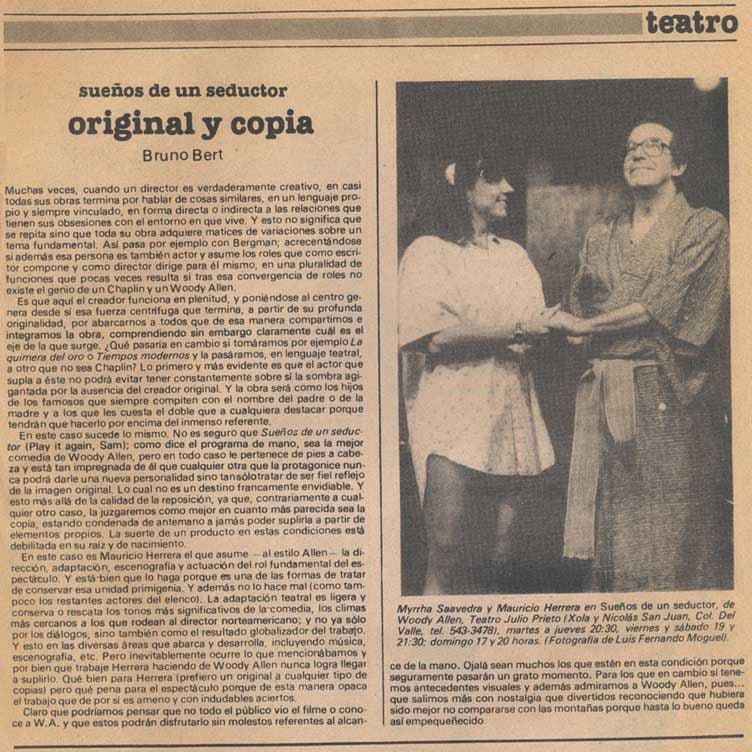 teatro
sueños de un seductor
original y copia
Bruno Bert
Muchas veces, cuando un director es verdaderamente creativo, en casi
todas sus obras termina por hablar de cosas similares, en un lenguaje pro-
pio y siempre vinculado, en forma directa o indirecta a las relaciones que
tienen sus obsesiones con el entorno en que vive. Y esto no significa que
se repita sino que toda su obra adquiere matices de variaciones sobre un
tema fundamental. Así pasa por ejemplo con Bergman; acrecentándose
si además esa persona es también actor y asume los roles que como escri-
tor compone y como director dirige para él mismo, en una pluralidad de
funciones que pocas veces resulta si tras esa convergencia de roles no
existe el genio de un Chaplin y un Woody Allen.
Es que aquí el creador funciona en plenitud, y poniéndose al centro ge-
nera desde sí esa fuerza centrífuga que termina, a partir de su profunda
originalidad, por abarcarnos a todos que de esa manera compartimos e
integramos la obra, comprendiendo sin embargo claramente cuál es el
eje de la que surge. ¿Qué pasaría en cambio si tomáramos por ejemplo La
quimera del oro o Tiempos modernos y la pasáramos, en lenguaje teatral,
a otro que no sea Chaplin? Lo primero y más evidente es que el actor que
supla a éste no podrá evitar tener constantemente sobre sí la sombra agi-
gantada por la ausencia del creador original. Y la obra será como los hijos
de los famosos que siempre compiten con el nombre del padre o de la
madre y a los que les cuesta el doble que a cualquiera destacar porque
tendrán que hacerlo por encima del inmenso referente.
En este caso sucede lo mismo. No es seguro que Sueños de un seduc-
tor (Play it again, Sam); como dice el programa de mano, sea la mejor
comedia de Woody Allen, pero en todo caso le pertenece de pies a cabe-
za y está tan impregnada de él que cualquier otra que la protagonice nun-
ca podrá darle una nueva personalidad sino tansólotratar de ser fiel reflejo
de la imagen original. Lo cual no es un destino francamente envidiable. Y
esto más allá de la calidad de la reposición, ya que, contrariamente a cual-
quier otro caso, la juzgaremos como mejor en cuanto más parecida sea la
copia, estando condenada de antemano a jamás poder suplirla a partir de
elementos propios. La suerte de un producto en estas condiciones está
debilitada en su raíz y de nacimiento.
En este caso es Mauricio Herrera el que asume —al estilo Allen— la di-
rección, adaptación, escenografía y actuación del rol fundamental del es-
pectáculo. Y está bien que lo haga porque es una de las formas de tratar
de conservar esa unidad primigenia. Y además no lo hace mal (como tam-
poco los restantes actores del elenco). La adaptación teatral es ligera y
conserva o rescata los tonos más significativos de la comedia, los climas
más cercanos a los que rodean al director norteamericano; y no ya sólo
por los diálogos, sino también como el resultado globalizador del trabajo.
Y esto en las diversas áreas que abarca y desarrolla, incluyendo música,
escenografía, etc. Pero inevitablemente ocurre lo que mencionábamos y
por bien que trabaje Herrera haciendo de Woody Allen nunca logra llegar
a suplirlo. Qué bien para Herrera (prefiero un original a cualquier tipo de
copias) pero qué pena para el espectáculo porque de esta manera opaca
el trabajo que de por sí es ameno y con indudables aciertos.
Claro que podríamos pensar que no todo el público vio el filme o cono-
ce a W.A. y que estos podrán disfrutarlo sin molestos referentes al alcan-
Myrrha Saavedra y Mauricio Herrera en Sueños de un seductor, de
Woody Allen, Teatro Julio Prieto (Xola y Nicolás San Juan, Col. Del
Valle, tel. 543-3478), martes a jueves 20:30, viernes y sábado 19 y
21:30; domingo 17 y 20 horas. (Fotografía de Luis Fernando Moguel).
ce de la mano. Ojalá sean muchos los que estén en esta condición porque
seguramente pasarán un grato momento. Para los que en cambio sí tene-
mos antecedentes visuales y además admiramos a Woody Allen, pues...
que salimos más con nostalgia que divertidos reconociendo que hubiera
sido mejor no compararse con las montañas porque hasta lo bueno queda
así empequeñecido